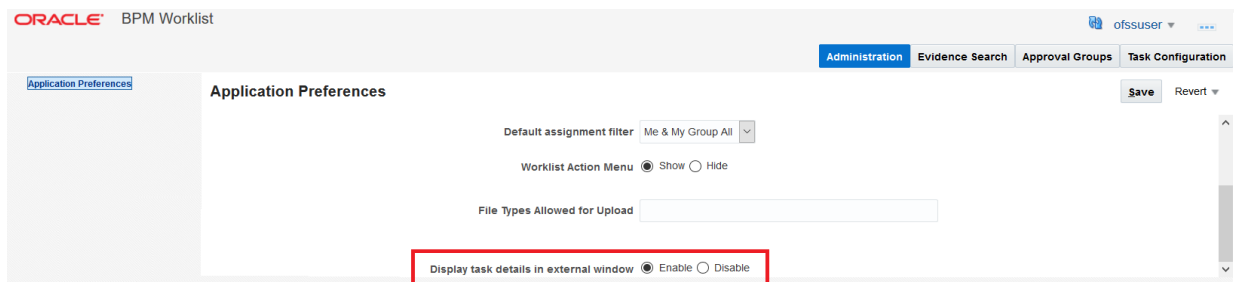 ORACLE BPM Worklist
ofssuser
Administration Evidence Search Approval Groups Task Configuration
Application Preferences
Application Preferences
Save Revert
Default assignment filter Me & My Group All
Worklist Action Menu Show Hide
File Types Allowed for Upload
Display task details in external window Enable Disable